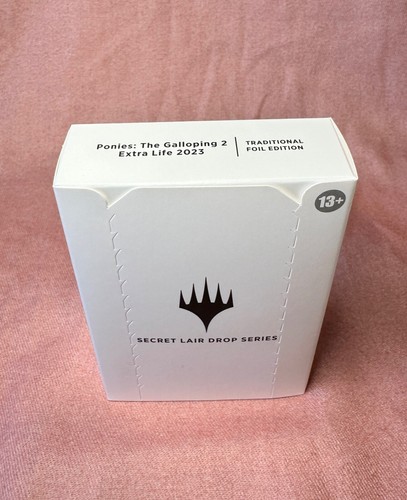 Ponies: The Galloping 2
Extra Life 2023
TRADITIONAL
FOIL EDITION
13+
SECRET LAIR DROP SERIES